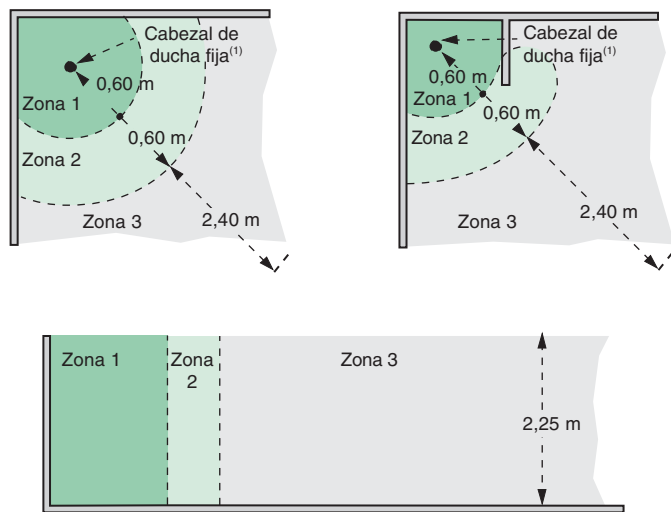 Cabezal de
ducha fija(1)
0,60 m
Zona 1
0,60 m
Zona 2
Zona 3
2,40 m
Cabezal de
ducha fija(1)
0,60 m
Zona 1
0,60 m
Zona 2
Zona 3
2,40 m
Zona 1
Zona
2
Zona 3
2,25 m